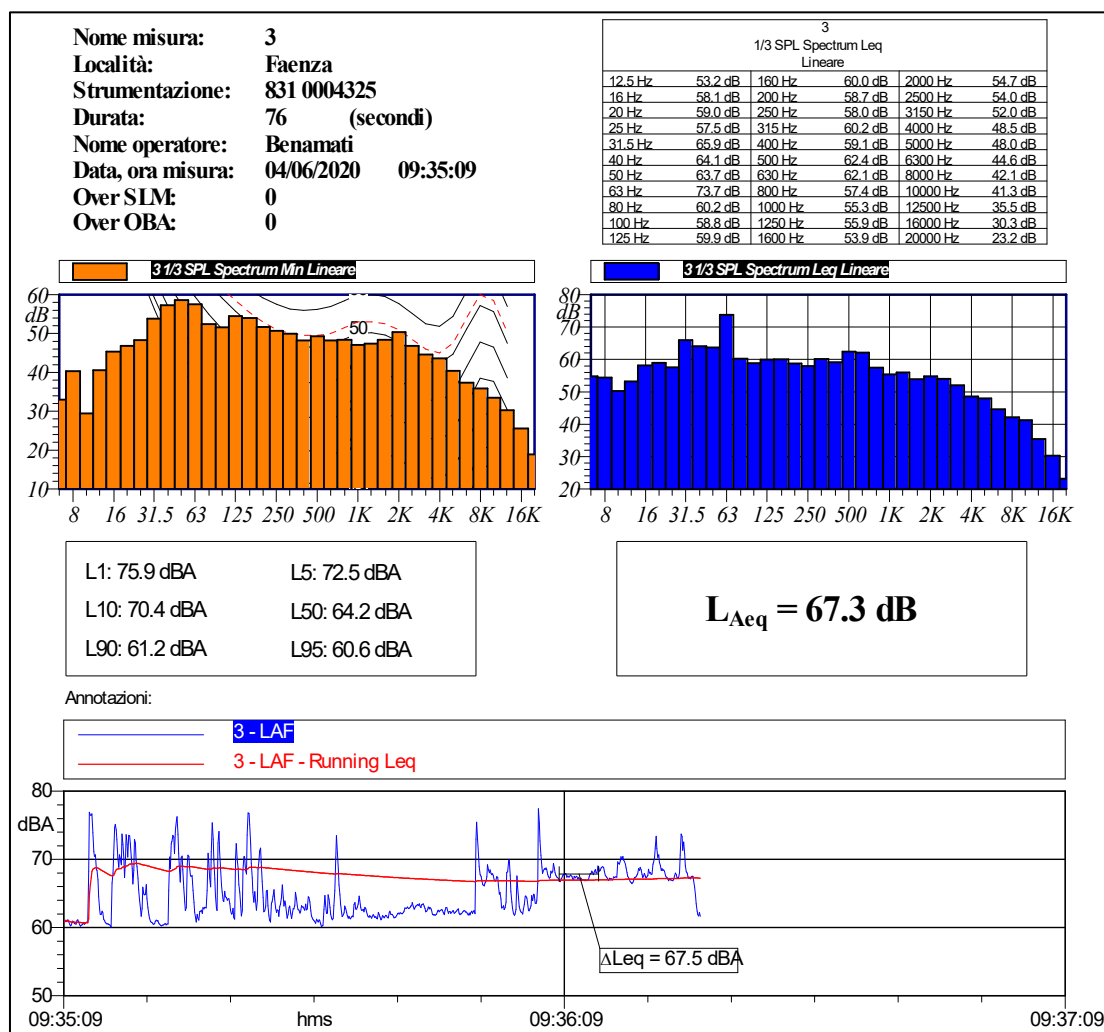 Nome misura: 3
Località: Faenza
Strumentazione: 831 0004325
Durata: 76 (secondi)
Nome operatore: Benamati
Data, ora misura: 04/06/2020 09:35:09
Over SLM: 0
Over OBA: 0
3
1/3 SPL Spectrum Leq
Lineare
12.5 Hz 53.2 dB 160 Hz 60.0 dB 2000 Hz 54.7 dB
16 Hz 58.1 dB 200 Hz 58.7 dB 2500 Hz 54.0 dB
20 Hz 59.0 dB 250 Hz 58.0 dB 3150 Hz 52.0 dB
25 Hz 57.5 dB 315 Hz 60.2 dB 4000 Hz 48.5 dB
31.5 Hz 65.9 dB 400 Hz 59.1 dB 5000 Hz 48.0 dB
40 Hz 64.1 dB 500 Hz 62.4 dB 6300 Hz 44.6 dB
50 Hz 63.7 dB 630 Hz 62.1 dB 8000 Hz 42.1 dB
63 Hz 73.7 dB 800 Hz 57.4 dB 10000 Hz 41.3 dB
80 Hz 60.2 dB 1000 Hz 55.3 dB 12500 Hz 35.5 dB
100 Hz 58.8 dB 1250 Hz 55.9 dB 16000 Hz 30.3 dB
125 Hz 59.9 dB 1600 Hz 53.9 dB 20000 Hz 23.2 dB
3 1/3 SPL Spectrum Min Lineare
60
dB
50
50
40
30
20
10
8 16 31.5 63 125 250 500 1K 2K 4K 8K 16K
3 1/3 SPL Spectrum Leq Lineare
80
dB
70
60
50
40
30
20
8 16 31.5 63 125 250 500 1K 2K 4K 8K 16K
L1: 75.9 dBA L5: 72.5 dBA
L10: 70.4 dBA L50: 64.2 dBA
L90: 61.2 dBA L95: 60.6 dBA
LAeq = 67.3 dB
Annotazioni:
3 - LAF
3 - LAF - Running Leq
80
dBA
70
60
50
ΔLeq = 67.5 dBA
09:35:09 hms 09:36:09 09:37:09